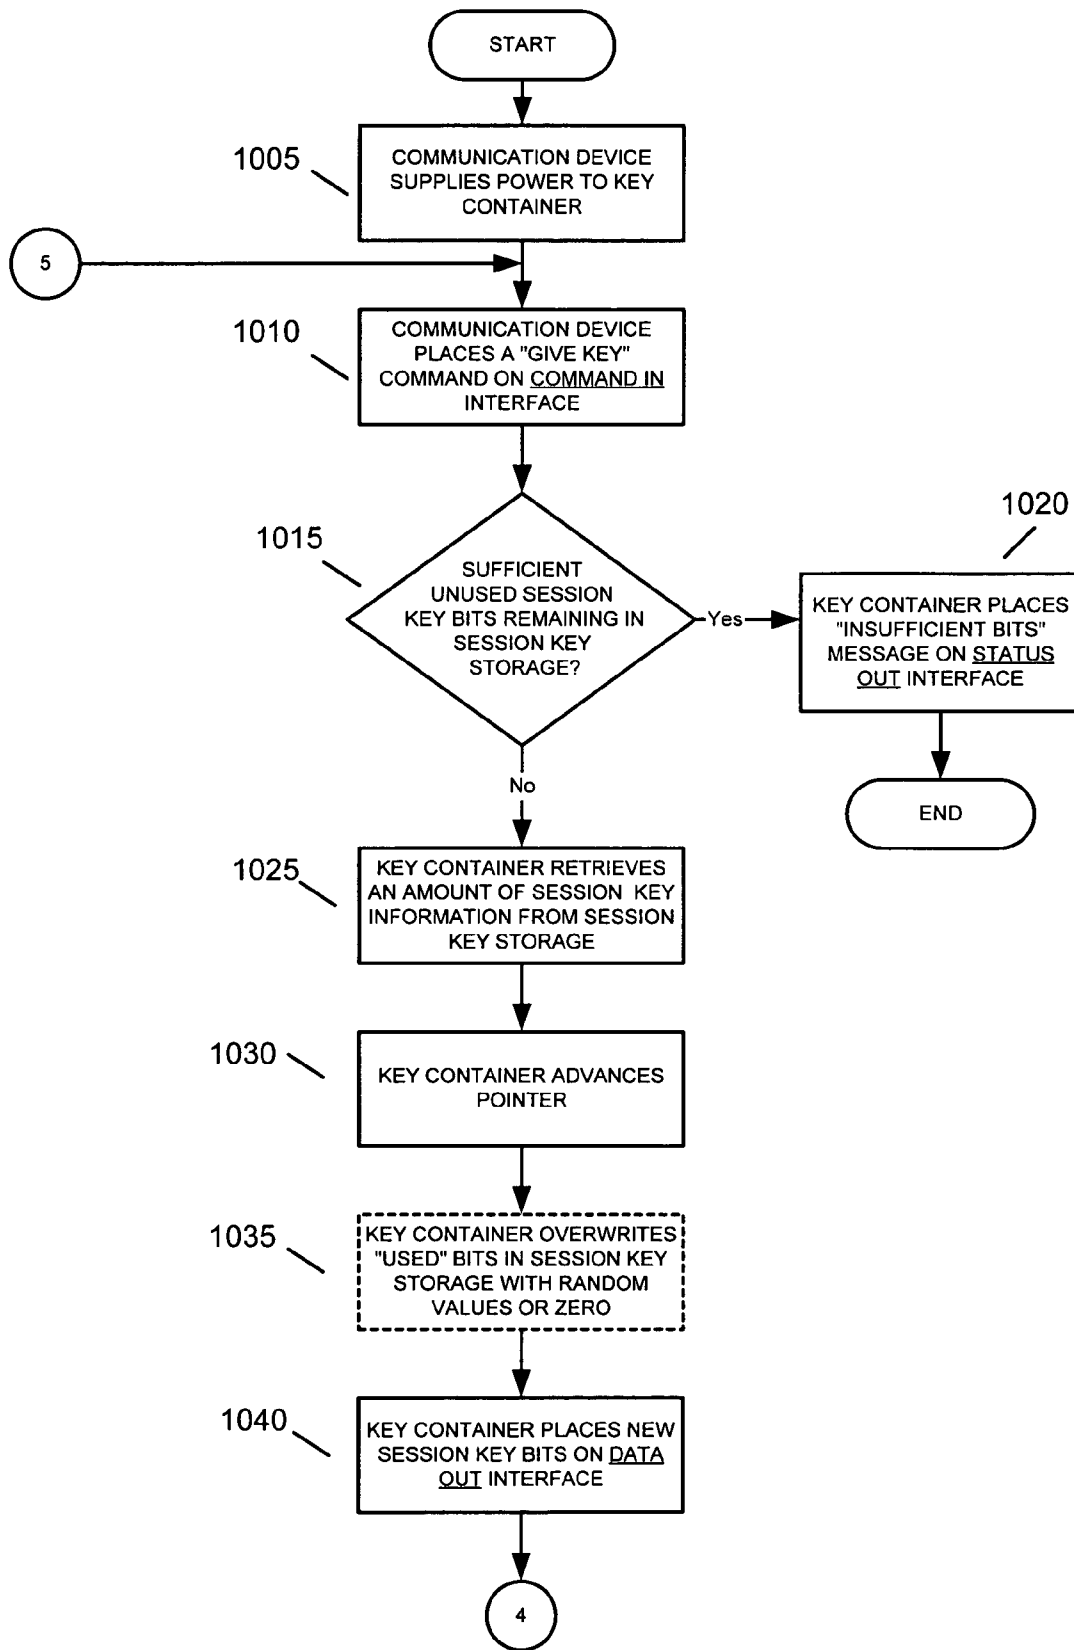 START
1005
COMMUNICATION DEVICE
SUPPLIES POWER TO KEY
CONTAINER
5
1010
COMMUNICATION DEVICE
PLACES A "GIVE KEY"
COMMAND ON COMMAND IN
INTERFACE
1015
SUFFICIENT
UNUSED SESSION
KEY BITS REMAINING IN
SESSION KEY
STORAGE?
Yes
1020
KEY CONTAINER PLACES
"INSUFFICIENT BITS"
MESSAGE ON STATUS
OUT INTERFACE
END
No
1025
KEY CONTAINER RETRIEVES
AN AMOUNT OF SESSION KEY
INFORMATION FROM SESSION
KEY STORAGE
1030
KEY CONTAINER ADVANCES
POINTER
1035
KEY CONTAINER OVERWRITES
"USED" BITS IN SESSION KEY
STORAGE WITH RANDOM
VALUES OR ZERO
1040
KEY CONTAINER PLACES NEW
SESSION KEY BITS ON DATA
OUT INTERFACE
4